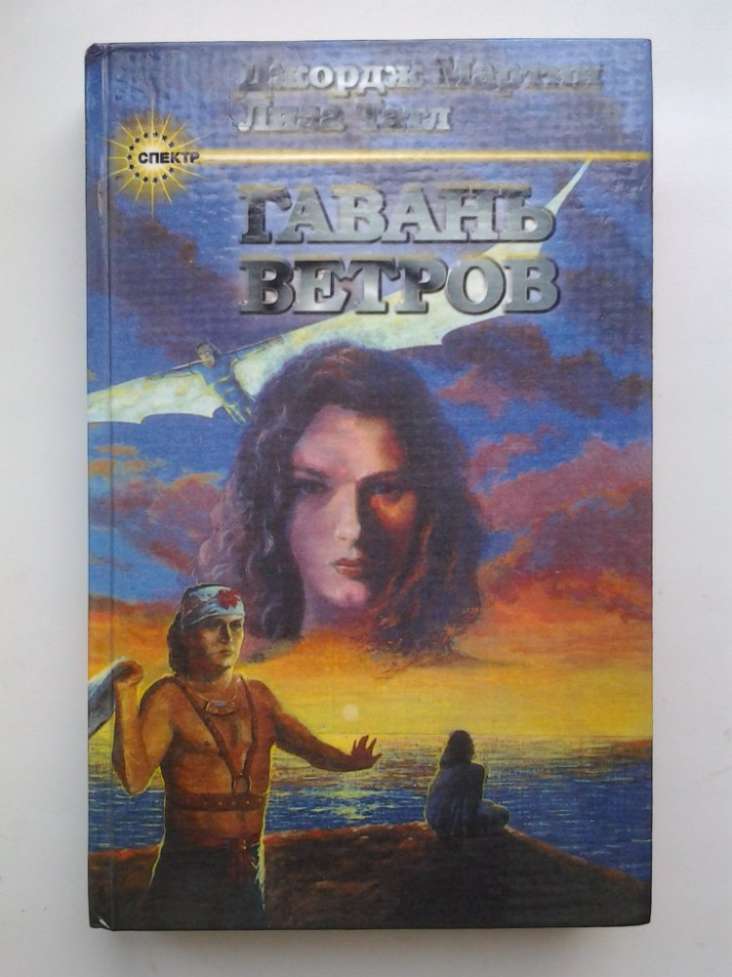 Джордж Мартин
Лиза Татл
СПЕКТР
ГАВАНЬ
ВЕТРОВ